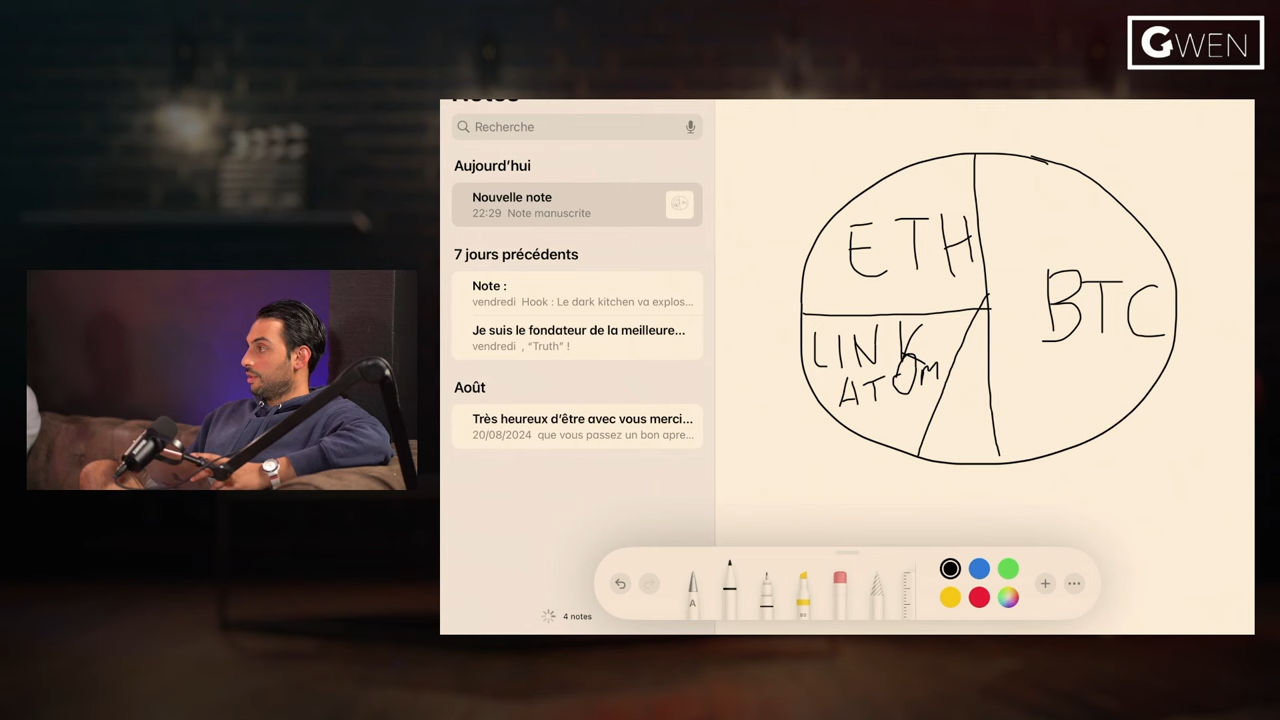 GWEN
Notes
Recherche
Aujourd'hui
Nouvelle note
22:29 Note manuscrite
7 jours précédents
Note :
vendredi Hook : Le dark kitchen va explos...
Je suis le fondateur de la meilleure...
vendredi , “Truth” !
Août
Très heureux d'être avec vous merci...
20/08/2024 que vous passez un bon apre...
4 notes
ETH
BTC
LINK
ATOM
A